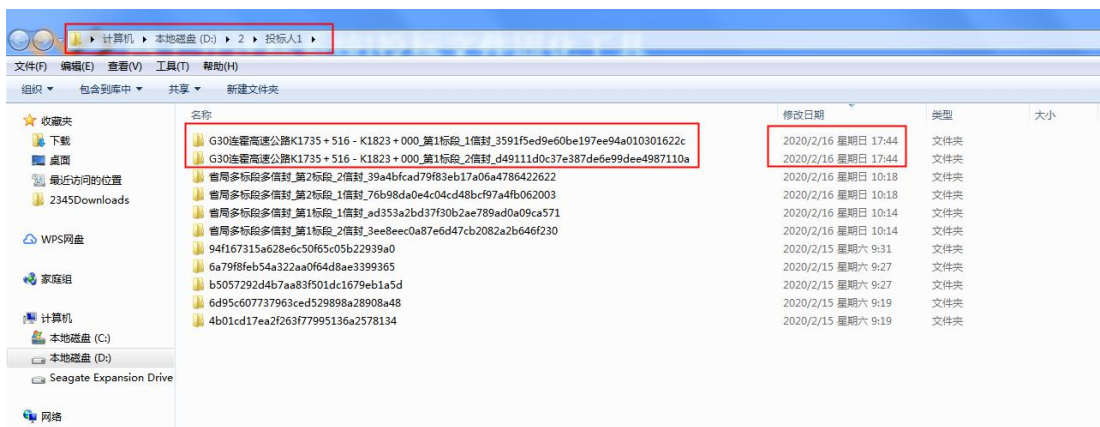 计算机 ▸ 本地磁盘 (D:) ▸ 2 ▸ 投标人1 ▸
文件(F) 编辑(E) 查看(V) 工具(T) 帮助(H)
组织 包含到库中 共享 新建文件夹
名称 修改日期 类型 大小
收藏夹
下载
桌面
最近访问的位置
2345Downloads
WPS网盘
家庭组
计算机
本地磁盘 (C:)
本地磁盘 (D:)
Seagate Expansion Drive
网络
G30连霍高速公路K1735+516-K1823+000_第1标段_1信封_3591f5ed9e60be197ee94a010301622c 2020/2/16 星期日 17:44 文件夹
G30连霍高速公路K1735+516-K1823+000_第1标段_2信封_d49111d0c37e387de6e99dee4987110a 2020/2/16 星期日 17:44 文件夹
省局多标段多信封_第2标段_2信封_39a4bfcad79f83eb17a06a4786422622 2020/2/16 星期日 10:18 文件夹
省局多标段多信封_第2标段_1信封_76b98da0e4c04cd48bcf97a4fb062003 2020/2/16 星期日 10:18 文件夹
省局多标段多信封_第1标段_1信封_ad353a2bd37f30b2ae789ad0a09ca571 2020/2/16 星期日 10:14 文件夹
省局多标段多信封_第1标段_2信封_3ee8eec0a87e6d47cb2082a2b646f230 2020/2/16 星期日 10:14 文件夹
94f167315a628e6c50f65c05b22939a0 2020/2/15 星期六 9:31 文件夹
6a79f8feb54a322aa0f64d8ae3399365 2020/2/15 星期六 9:27 文件夹
b5057292d4b7aa83f501dc1679eb1a5d 2020/2/15 星期六 9:27 文件夹
6d95c607737963ced529898a28908a48 2020/2/15 星期六 9:19 文件夹
4b01cd17ea2f263f77995136a2578134 2020/2/15 星期六 9:19 文件夹